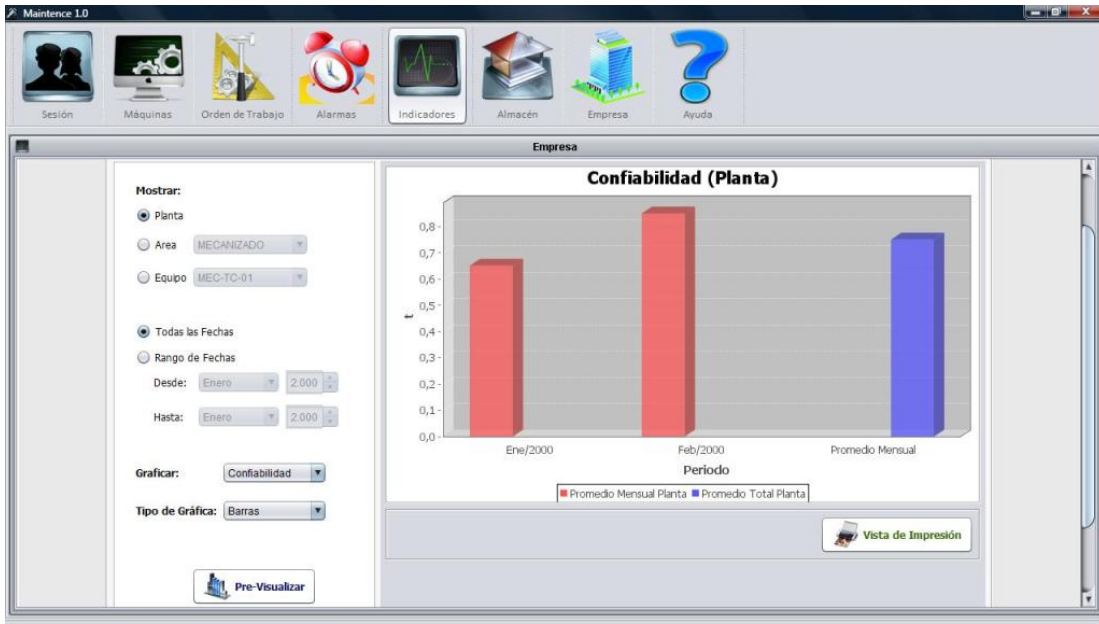 Maintence 1.0
Sesión Máquinas Orden de Trabajo Alarmas Indicadores Almacén Empresa Ayuda
Empresa
Mostrar:
Planta
Area MECANIZADO
Equipo MEC-TC-01
Todas las Fechas
Rango de Fechas
Desde: Enero 2.000
Hasta: Enero 2.000
Graficar: Confiabilidad
Tipo de Gráfica: Barras
Pre-Visualizar
Confiabilidad (Planta)
0,8
0,7
0,6
0,5
0,4
0,3
0,2
0,1
0,0
t
Ene/2000 Feb/2000 Promedo Mensual
Periodo
Promedio Mensual Planta Promedio Total Planta
Vista de Impresión